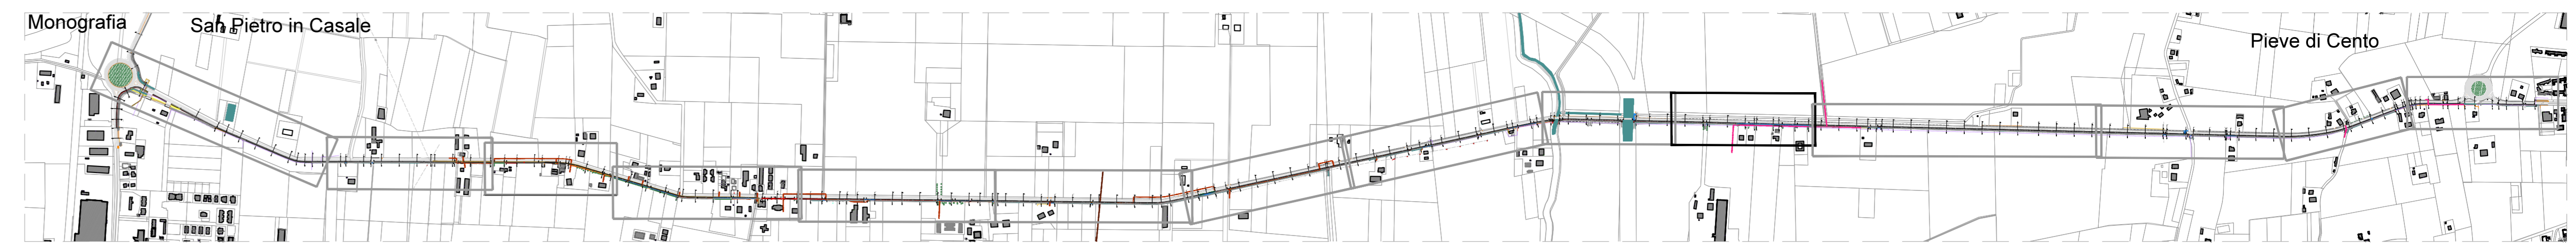 Monografia
San Pietro in Casale
Pieve di Cento